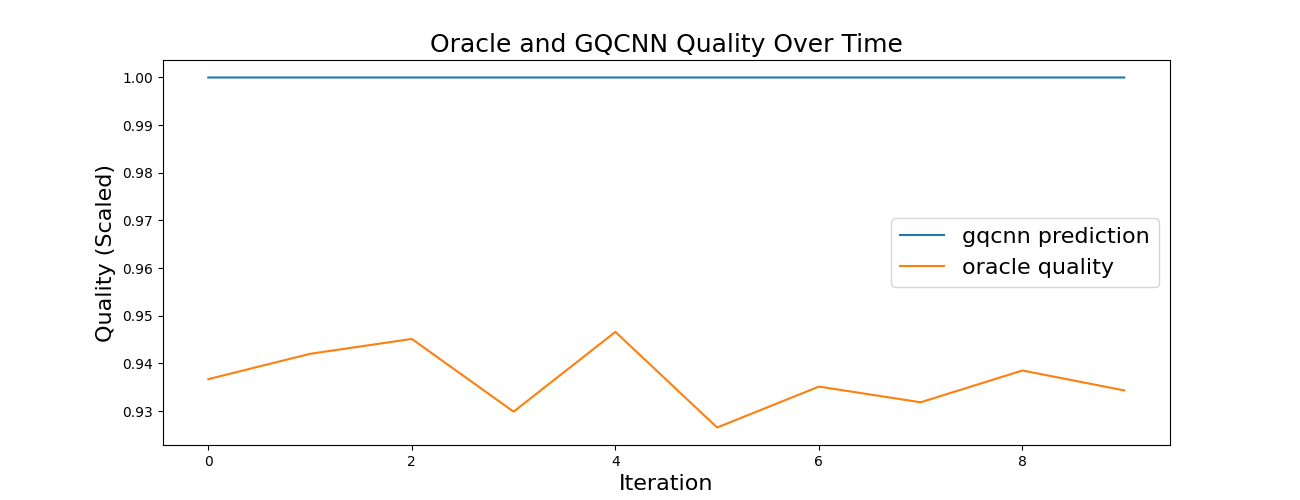 Oracle and GQCNN Quality Over Time
Quality (Scaled)
1.00
0.99
0.98
0.97
0.96
0.95
0.94
0.93
gqcnn prediction
oracle quality
0 2 4 6 8
Iteration